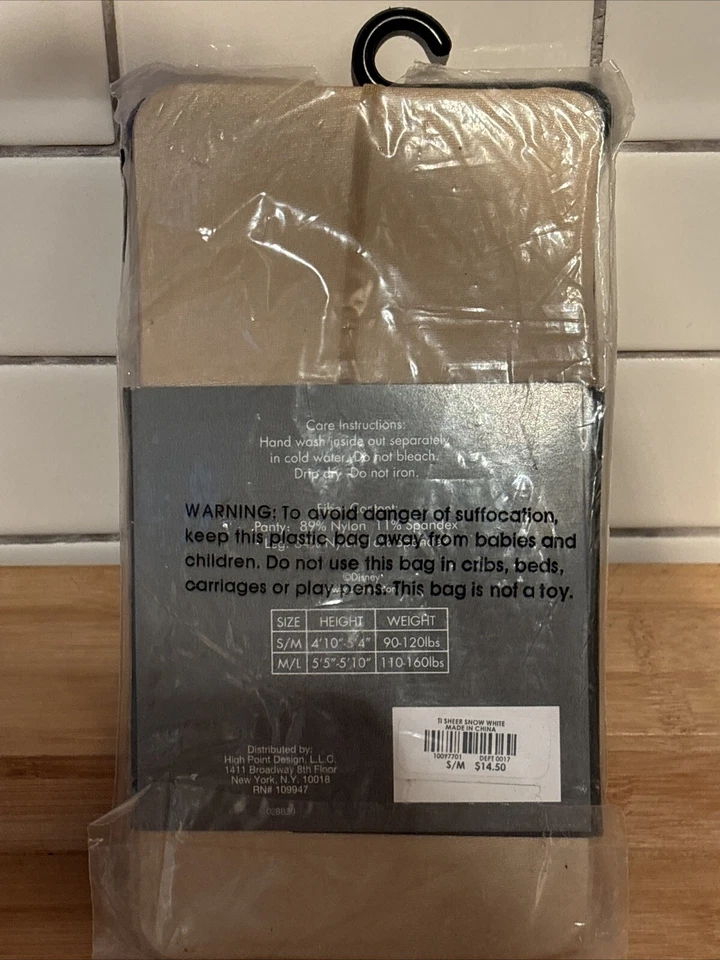 Care Instructions:
Hand wash inside out separately
in cold water. Do not bleach.
Drip dry. Do not iron.
Content:
WARNING: To avoid danger of suffocation,
Panty: 89% Nylon 11% Spandex
keep this plastic bag away from babies and
Leg:
children. Do not use this bag in cribs, beds,
©Disney
carriages or play pens. This bag is not a toy.
SIZE HEIGHT WEIGHT
S/M 4'10"-5'4" 90-120lbs
M/L 5'5"-5'10" 110-160lbs
TI SHEER SNOW WHITE
MADE IN CHINA
10097701 DEPT 0017
S/M $14.50
Distributed by:
High Point Design, L.L.C.
1411 Broadway 8th Floor
New York, N.Y. 10018
RN# 109947